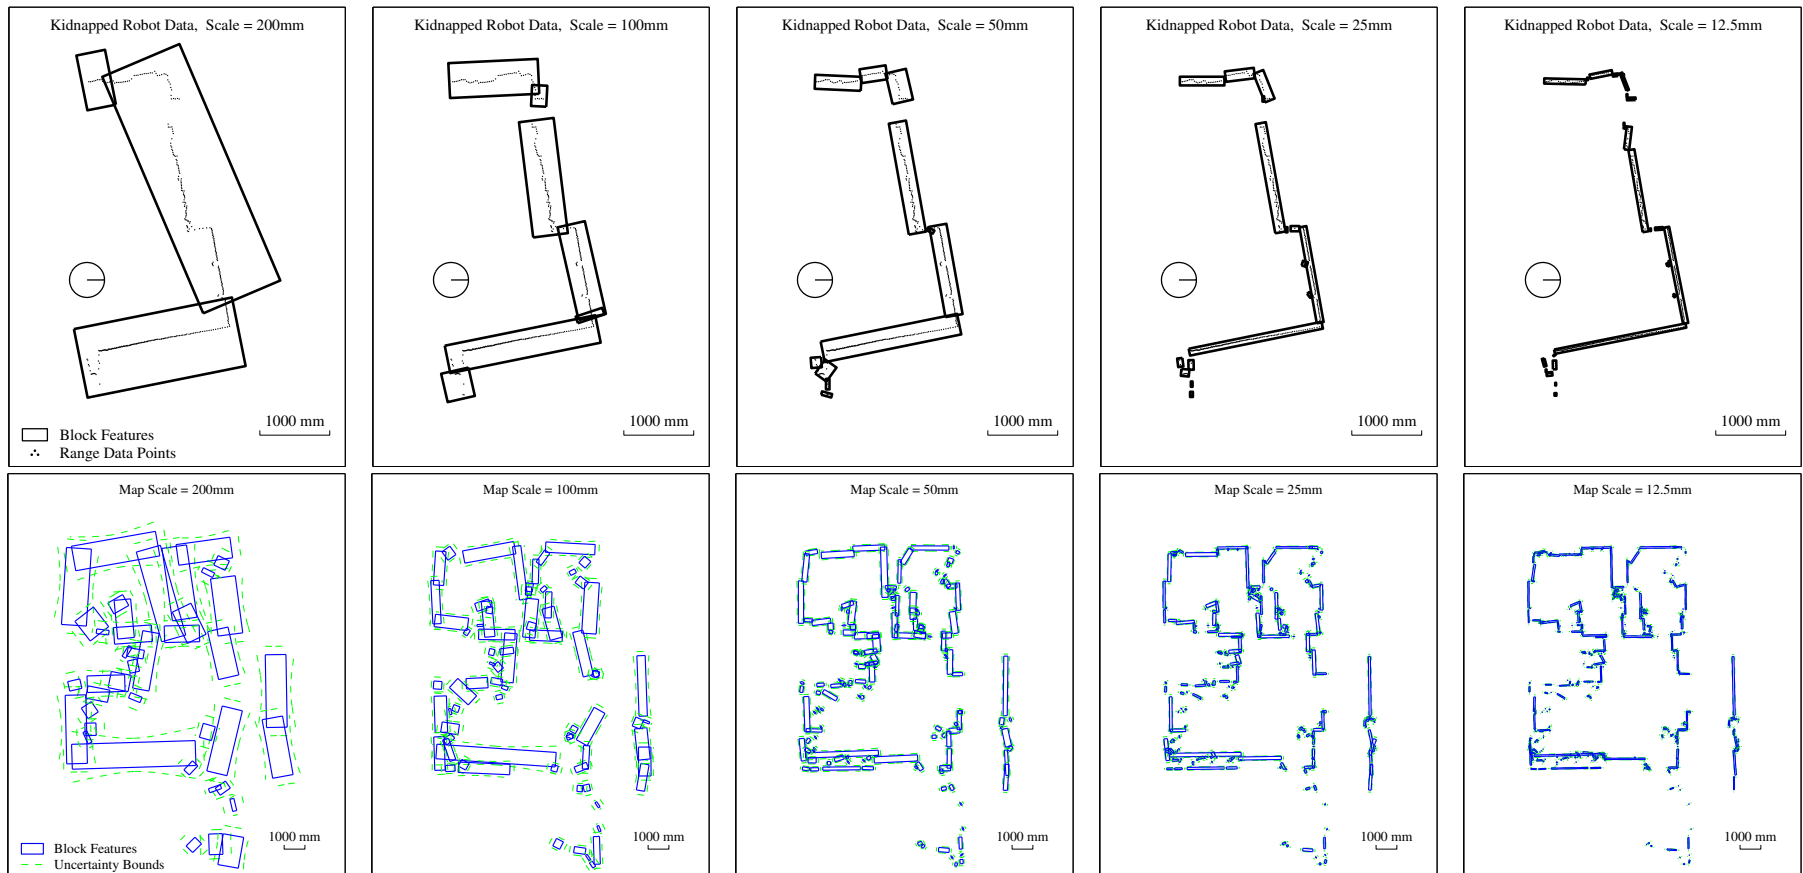 Kidnapped Robot Data,  Scale = 200mm
1000 mm
Block Features
Range Data Points
Kidnapped Robot Data,  Scale = 100mm
1000 mm
Kidnapped Robot Data,  Scale = 50mm
1000 mm
Kidnapped Robot Data,  Scale = 25mm
1000 mm
Kidnapped Robot Data,  Scale = 12.5mm
1000 mm
Map Scale = 200mm
1000 mm
Block Features
Uncertainty Bounds
Map Scale = 100mm
1000 mm
Map Scale = 50mm
1000 mm
Map Scale = 25mm
1000 mm
Map Scale = 12.5mm
1000 mm